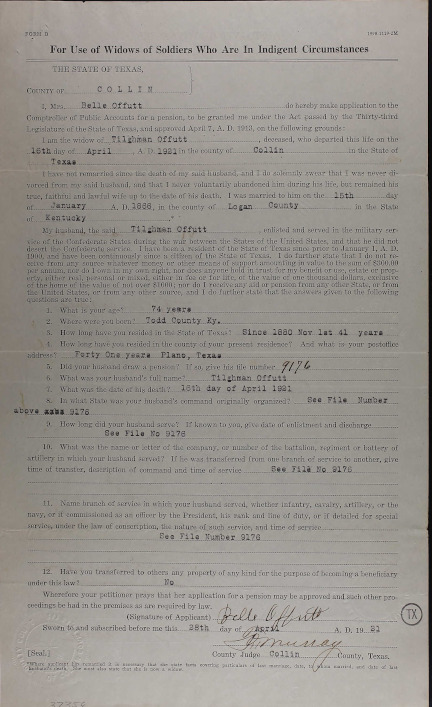 FORM B
For Use of Widows of Soldiers Who Are In Indigent Circumstances
THE STATE OF TEXAS,
COUNTY OF COLLIN
I, Mrs. Belle Offutt do hereby make application to the
Comptroller of Public Accounts for a pension, to be granted me under the Act passed by the Thirty-third
Legislature of the State of Texas, and approved April 7, A. D. 1913, on the following grounds:
I am the widow of Tilghman Offutt, deceased, who departed this life on the
15th day of April, A. D. 1921 in the county of Collin in the State of
Texas
I have not remarried since the death of my said husband, and I do solemnly swear that I was never di-
vorced from my said husband, and that I never voluntarily abandoned him during his life, but remained his
true, faithful and lawful wife up to the date of his death. I was married to him on the 15th day
of January A. D. 1868, in the county of Logan County in the State
of Kentucky
My husband, the said Tilghman Offutt, enlisted and served in the military ser-
vice of the Confederate States during the war between the States of the United States, and that he did not
desert the Confederate service. I have been a resident of the State of Texas since prior to January 1, A. D.
1900, and have been continuously since a citizen of the State of Texas. I do further state that I do not re-
ceive from any source whatever money or other means of support amounting in value to the sum of $300.00
per annum, nor do I own in my own right, nor does anyone hold in trust for my benefit or use, estate or prop-
erty, either real, personal or mixed, either in fee or for life, of the value of one thousand dollars, exclusive
of the home of the value of not over $1000; nor do I receive any aid or pension from any other State, or from
the United States, or from any other source, and I do further state that the answers given to the following
questions are true:
1. What is your age? 74 years
2. Where were you born? Todd County Ky.
3. How long have you resided in the State of Texas? Since 1880 Nov 1st 41 years
4. How long have you resided in the county of your present residence? And what is your postoffice
address? Forty One years Plano, Texas
5. Did your husband draw a pension? If so, give his file number. 9176
6. What was your husband's full name? Tilghman Offutt
7. What was the date of his death? 15th day of April 1921
8. In what State was your husband's command originally organized? See File Number
above 9176
9. How long did your husband serve? If known to you, give date of enlistment and discharge
See File No 9176
10. What was the name or letter of the company, or number of the battalion, regiment or battery of
artillery in which your husband served? If he was transferred from one branch of service to another, give
time of transfer, description of command and time of service See File No 9176
11. Name branch of service in which your husband served, whether infantry, cavalry, artillery, or the
navy, or if commissioned as an officer by the President, his rank and line of duty, or if detailed for special
service, under the law of conscription, the nature of such service, and time of service
See File Number 9176
12. Have you transferred to others any property of any kind for the purpose of becoming a beneficiary
under this law? No
Wherefore your petitioner prays that her application for a pension may be approved and such other pro-
ceedings be had in the premises as are required by law.
(Signature of Applicant) Belle Offutt
Sworn to and subscribed before me this 28th day of April A. D. 1921
Murray
[Seal.] County Judge Collin County, Texas.
TX